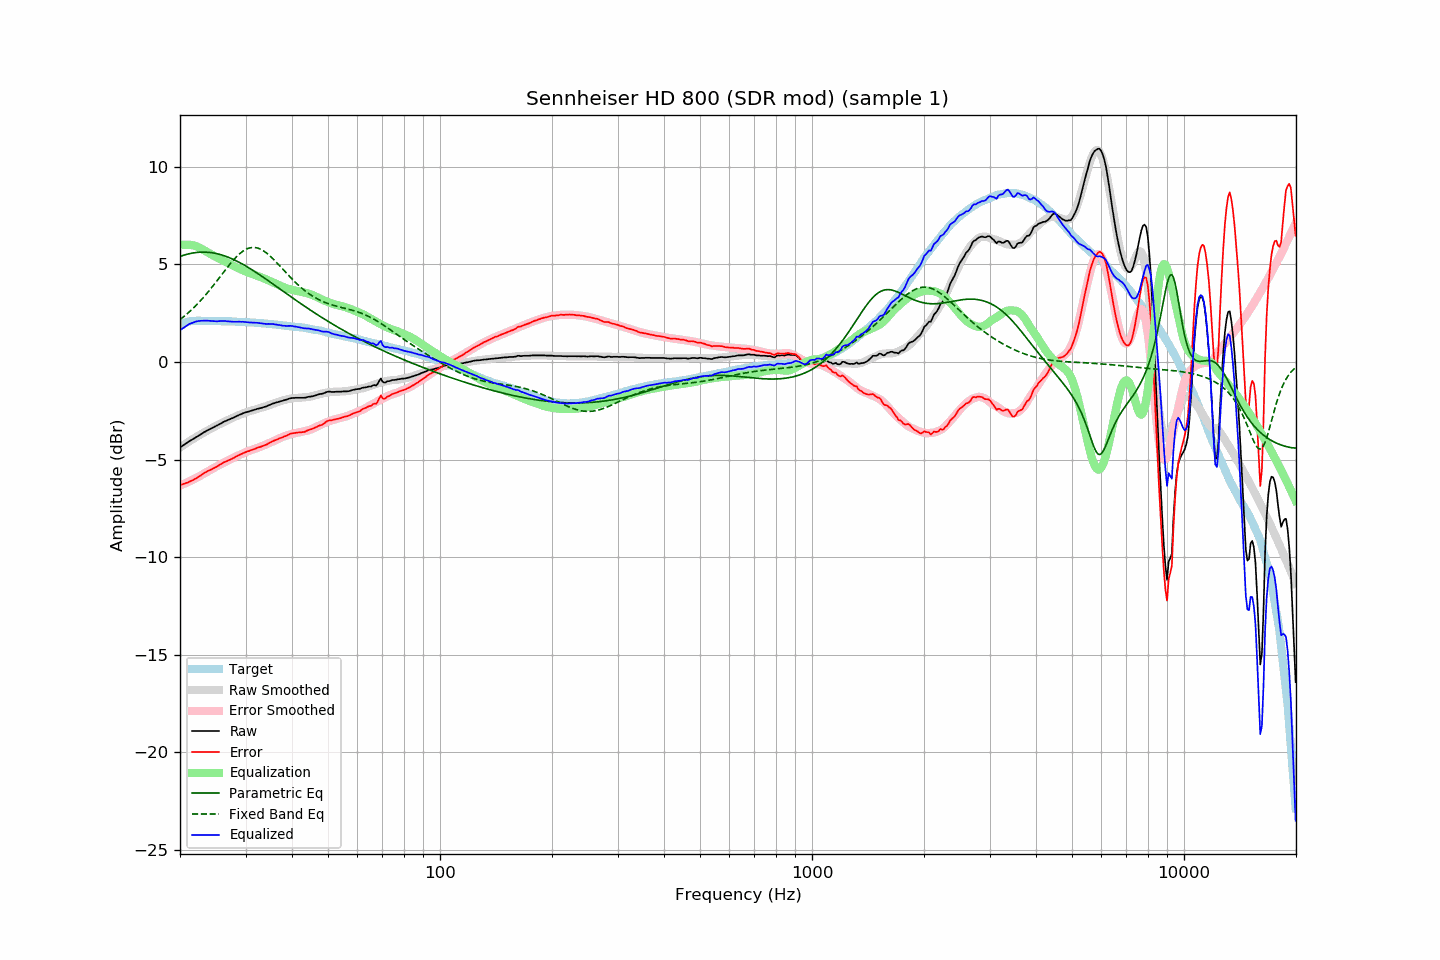 Sennheiser HD 800 (SDR mod) (sample 1)
10
5
0
−5
−10
−15
−20
−25
Amplitude (dBr)
Target
Raw Smoothed
Error Smoothed
Raw
Error
Equalization
Parametric Eq
Fixed Band Eq
Equalized
100 1000 10000
Frequency (Hz)